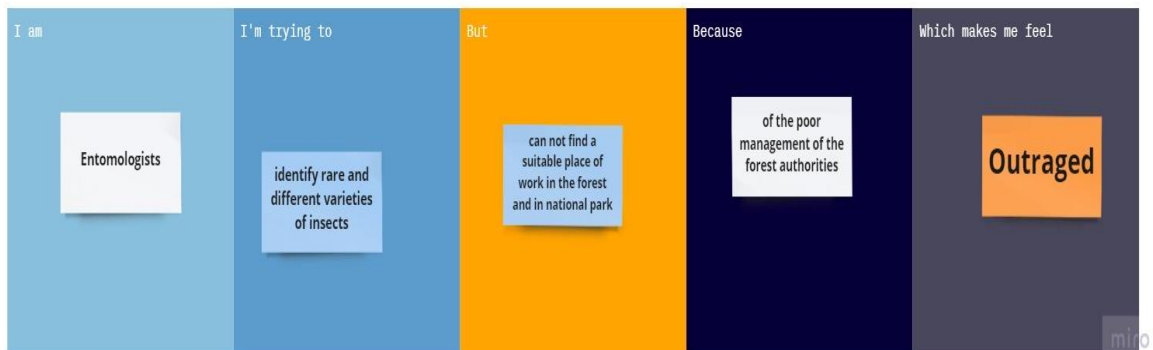 I am
Entomologists
I'm trying to
identify rare and
different varieties
of insects
But
can not find a
suitable place of
work in the forest
and in national park
Because
of the poor
management of the
forest authorities
Which makes me feel
Outraged
miro